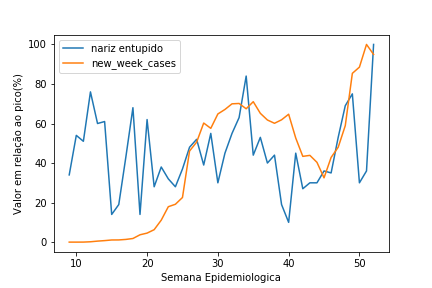 nariz entupido
new_week_cases
Valor em relação ao pico(%)
100
80
60
40
20
0
10 20 30 40 50
Semana Epidemiologica